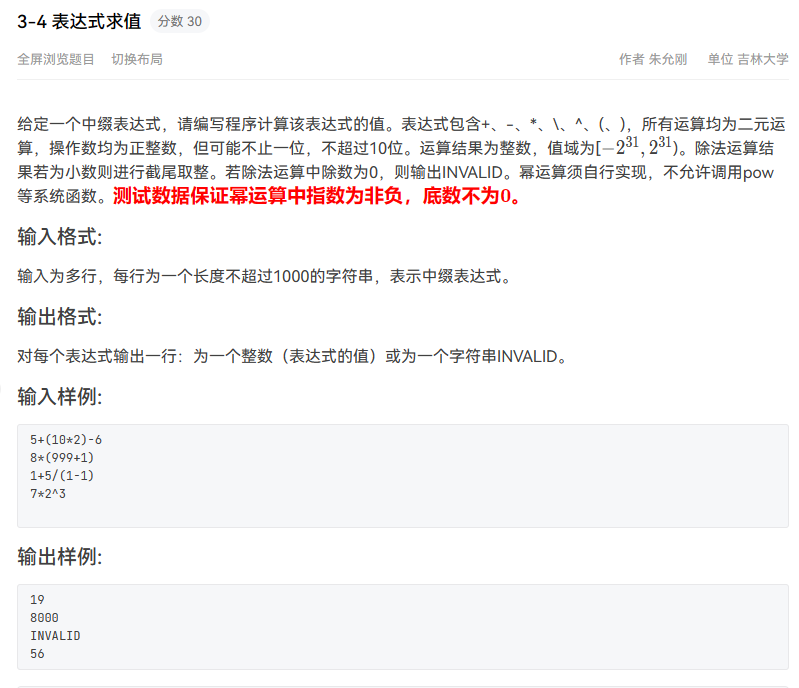 3-4 表达式求值 分数 30
全屏浏览题目 切换布局 作者 朱允刚 单位 吉林大学
给定一个中缀表达式，请编写程序计算该表达式的值。表达式包含+、-、*、\、^、(、)，所有运算均为二元运
算，操作数均为正整数，但可能不止一位，不超过10位。运算结果为整数，值域为[−2^31, 2^31)。除法运算结
果若为小数则进行截尾取整。若除法运算中除数为0，则输出INVALID。幂运算须自行实现，不允许调用pow
等系统函数。测试数据保证幂运算中指数为非负，底数不为0。
输入格式:
输入为多行，每行为一个长度不超过1000的字符串，表示中缀表达式。
输出格式:
对每个表达式输出一行：为一个整数（表达式的值）或为一个字符串INVALID。
输入样例:
5+(10*2)-6
8*(999+1)
1+5/(1-1)
7*2^3
输出样例:
19
8000
INVALID
56